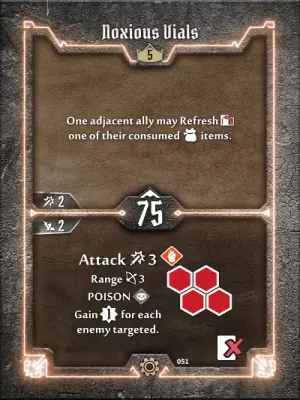 Noxious Vials
5
One adjacent ally may Refresh
one of their consumed items.
2
75
2
Attack 3
Range 3
POISON
Gain 1 for each
enemy targeted.
051